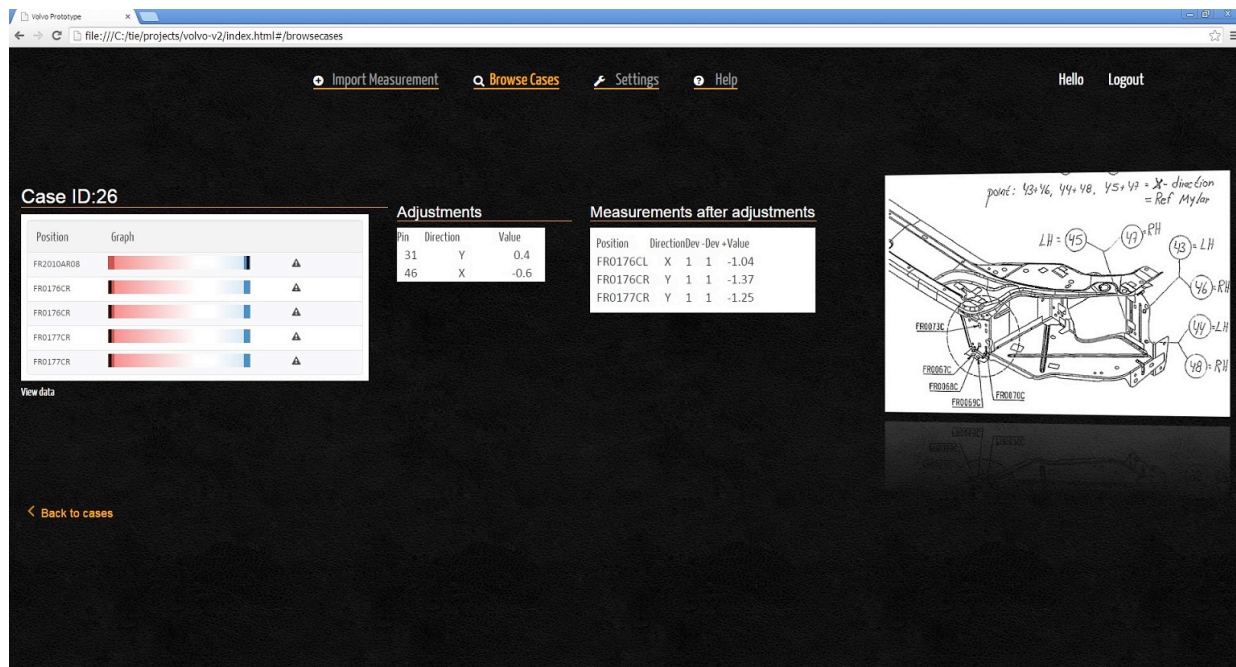 Volvo Prototype
file:///C:/tie/projects/volvo-v2/index.html#/browsecases
Import Measurement Browse Cases Settings Help Hello Logout
Case ID:26
Position Graph
FR2010AR08
FR0176CR
FR0176CR
FR0177CR
FR0177CR
View data
Adjustments
Pin Direction Value
31 Y 0.4
46 X -0.6
Measurements after adjustments
Position DirectionDev -Dev +Value
FR0176CL X 1 1 -1.04
FR0176CR Y 1 1 -1.37
FR0177CR Y 1 1 -1.25
point: 43+46, 44+48, 45+47 = X-direction
= Ref Mylar
LH = 45 47 = RH
43 = LH
46 = RH
44 = LH
48 = RH
FR0073C
FR0067C
FR0068C
FR0069C
FR0070C
Back to cases